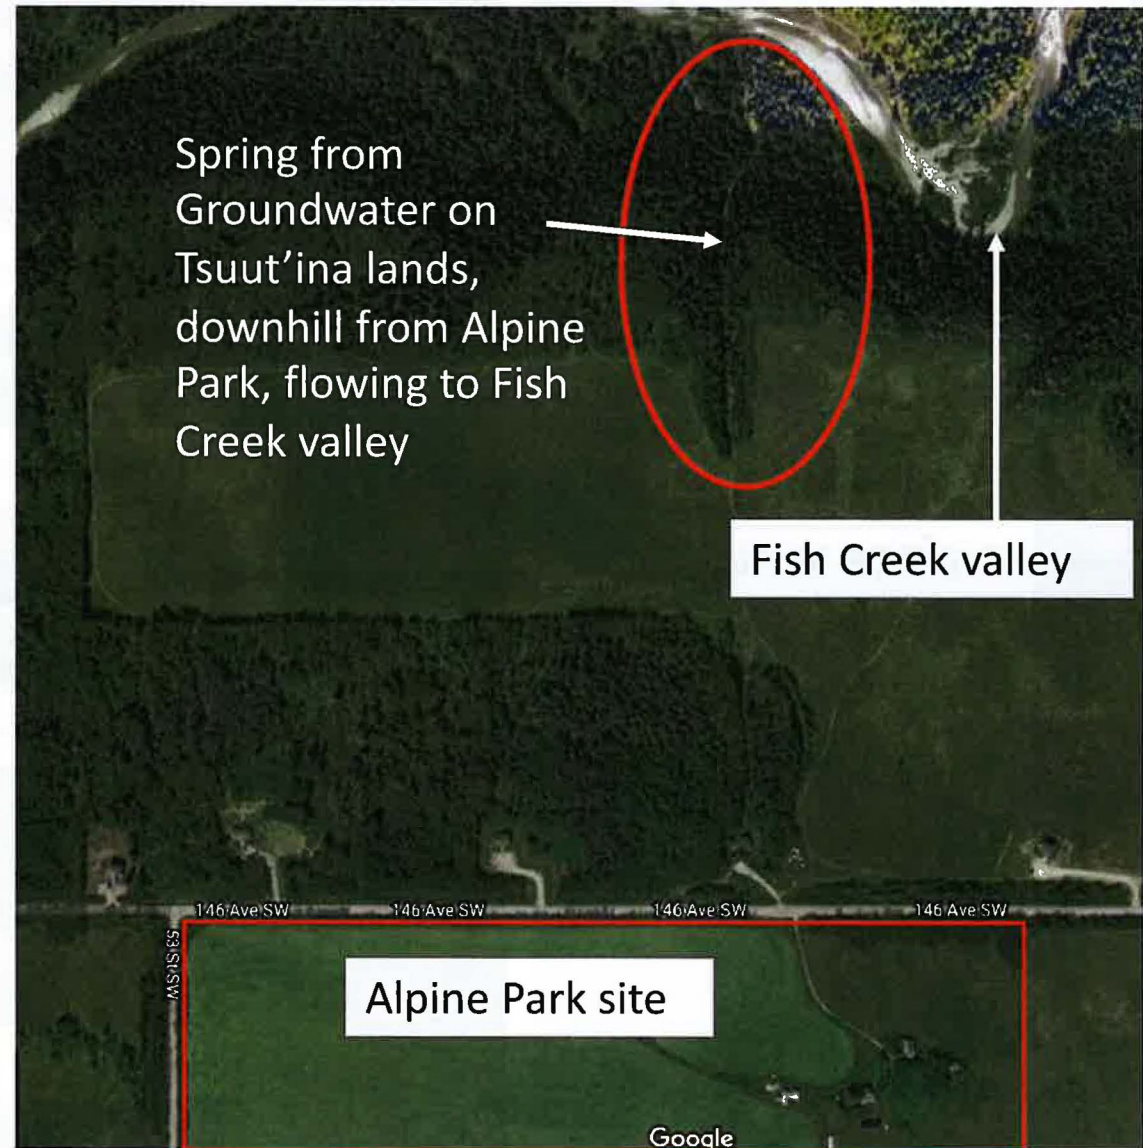 Spring from
Groundwater on
Tsuut'ina lands,
downhill from Alpine
Park, flowing to Fish
Creek valley
Fish Creek valley
146 Ave SW 146 Ave SW 146 Ave SW 146 Ave SW
53 St SW
Alpine Park site
Google